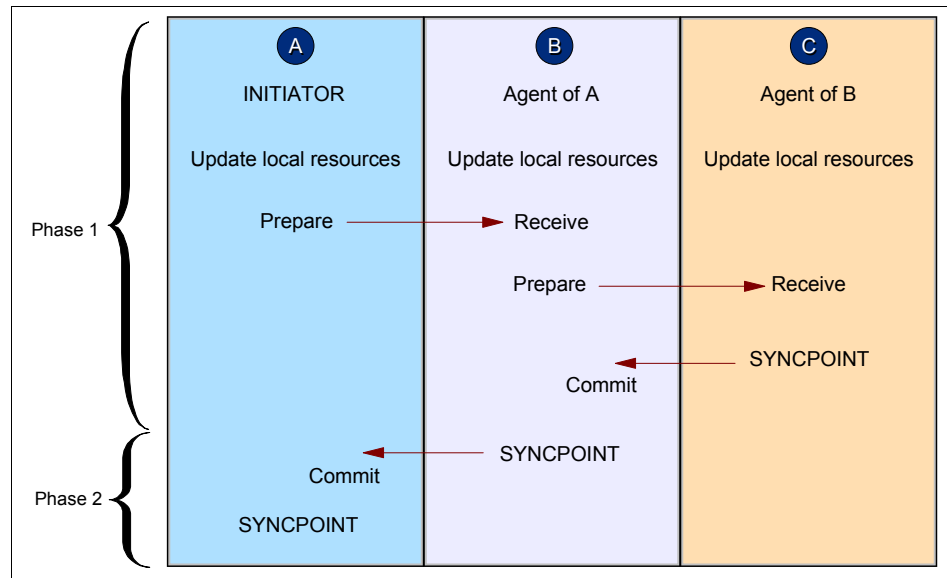 A
B
C
INITIATOR
Agent of A
Agent of B
Update local resources
Update local resources
Update local resources
Phase 1
Prepare
Receive
Prepare
Receive
SYNCPOINT
Commit
SYNCPOINT
Commit
Phase 2
SYNCPOINT